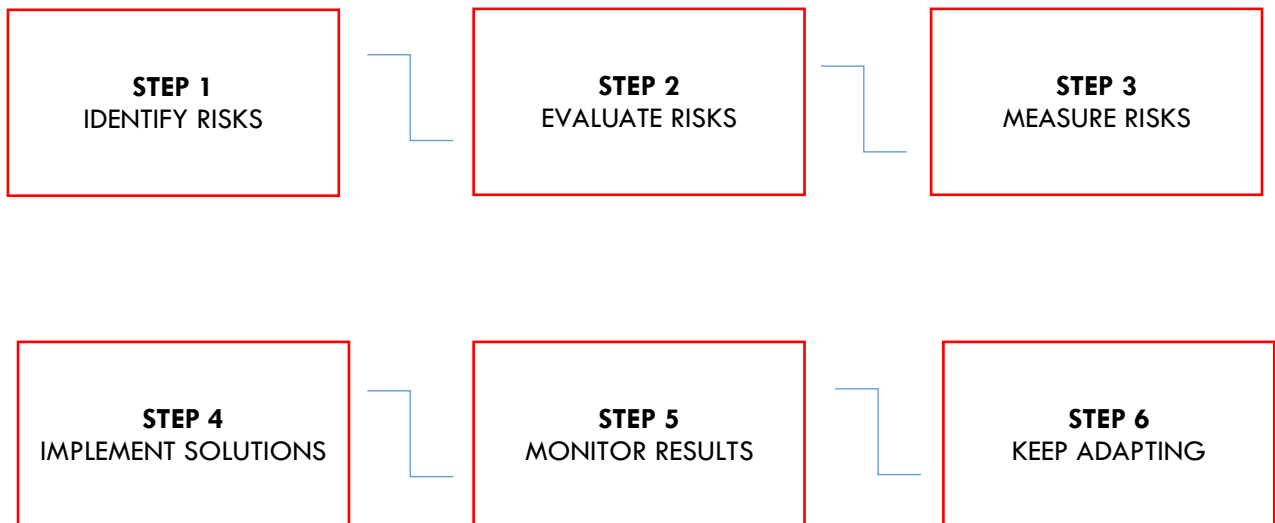 STEP 1
IDENTIFY RISKS
STEP 2
EVALUATE RISKS
STEP 3
MEASURE RISKS
STEP 4
IMPLEMENT SOLUTIONS
STEP 5
MONITOR RESULTS
STEP 6
KEEP ADAPTING